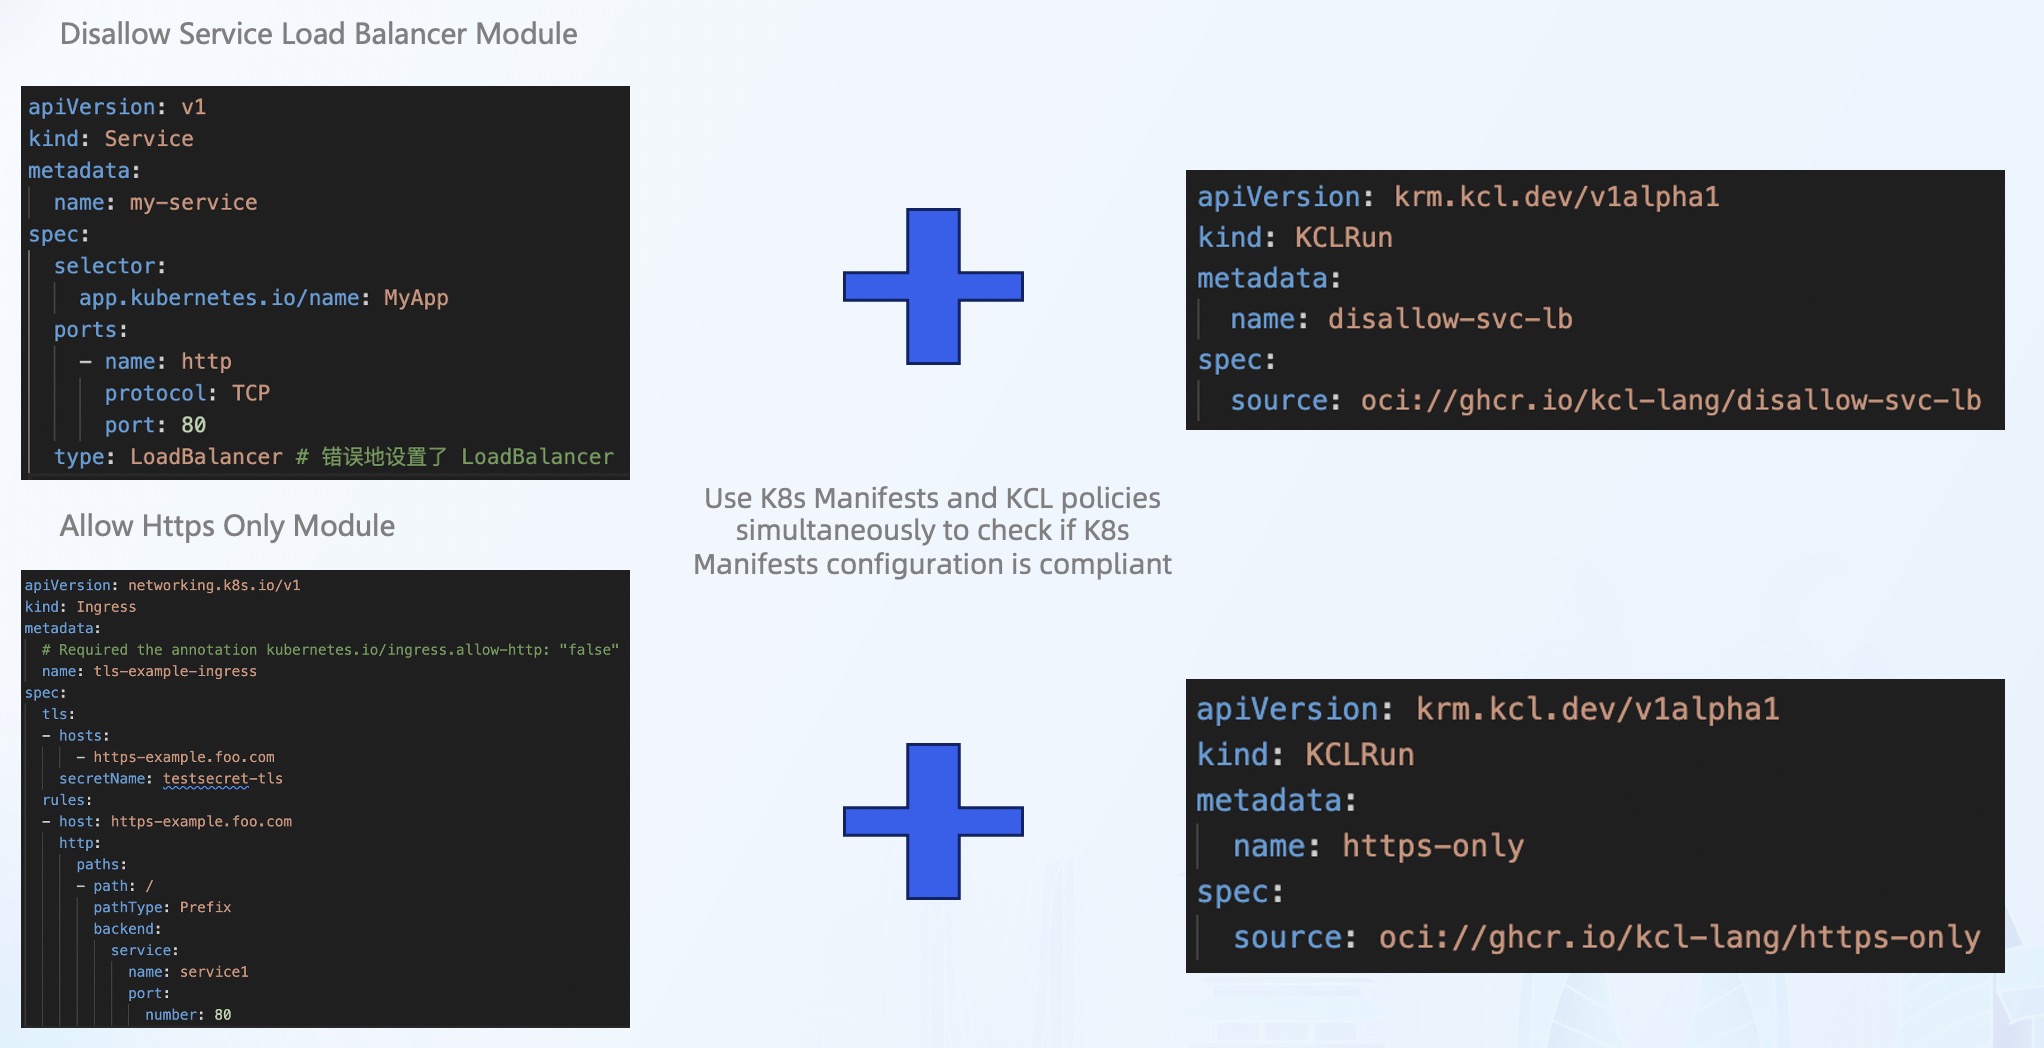 Disallow Service Load Balancer Module
apiVersion: v1
kind: Service
metadata:
  name: my-service
spec:
  selector:
    app.kubernetes.io/name: MyApp
  ports:
    - name: http
      protocol: TCP
      port: 80
  type: LoadBalancer # 错误地设置了 LoadBalancer
apiVersion: krm.kcl.dev/v1alpha1
kind: KCLRun
metadata:
  name: disallow-svc-lb
spec:
  source: oci://ghcr.io/kcl-lang/disallow-svc-lb
Use K8s Manifests and KCL policies
simultaneously to check if K8s
Manifests configuration is compliant
Allow Https Only Module
apiVersion: networking.k8s.io/v1
kind: Ingress
metadata:
  # Required the annotation kubernetes.io/ingress.allow-http: "false"
  name: tls-example-ingress
spec:
  tls:
  - hosts:
      - https-example.foo.com
    secretName: testsecret-tls
  rules:
  - host: https-example.foo.com
    http:
      paths:
      - path: /
        pathType: Prefix
        backend:
          service:
            name: service1
            port:
              number: 80
apiVersion: krm.kcl.dev/v1alpha1
kind: KCLRun
metadata:
  name: https-only
spec:
  source: oci://ghcr.io/kcl-lang/https-only